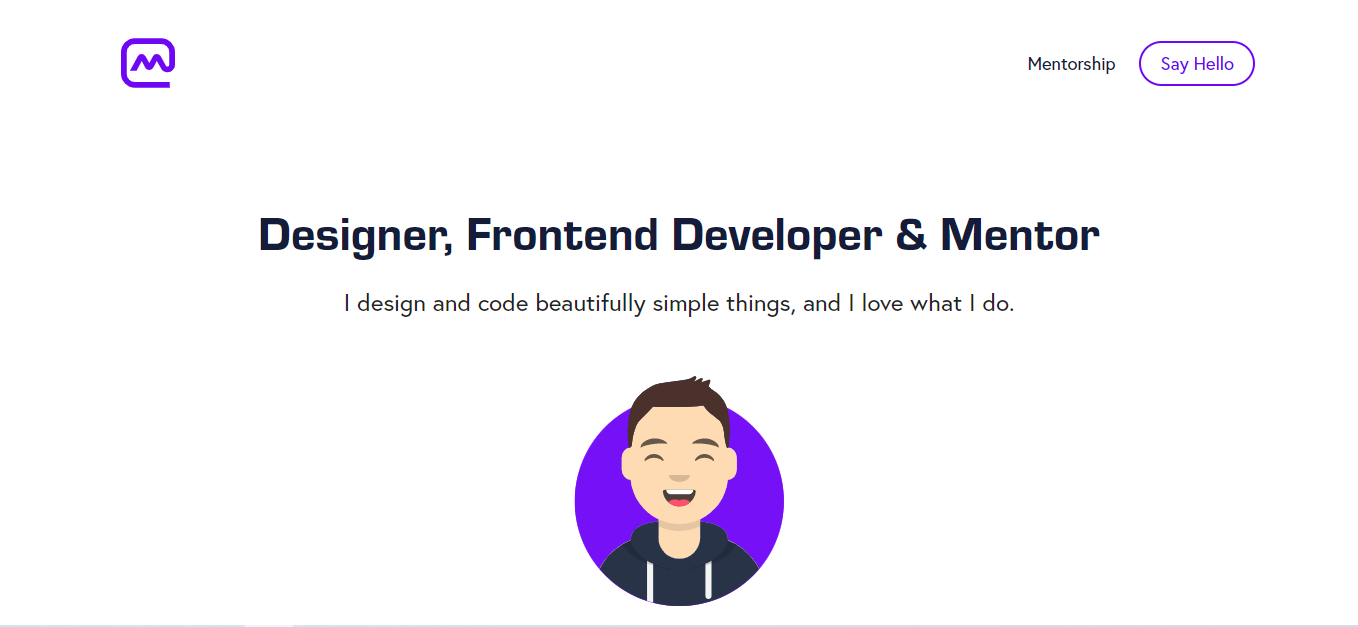 Mentorship
Say Hello
Designer, Frontend Developer & Mentor
I design and code beautifully simple things, and I love what I do.